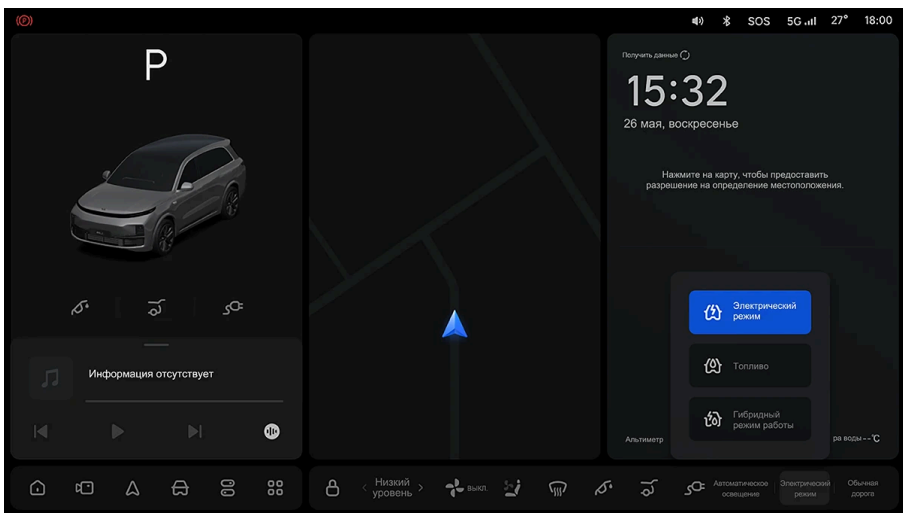 SOS
5G
27°
18:00
P
Получить данные
15:32
26 мая, воскресенье
Нажмите на карту, чтобы предоставить
разрешение на определение местоположения.
Электрический
режим
Топливо
Гибридный
режим работы
Альтиметр
ра воды--℃
Информация отсутствует
Низкий
уровень
выкл.
Автоматическое
освещение
Электрический
режим
Обычная
дорога